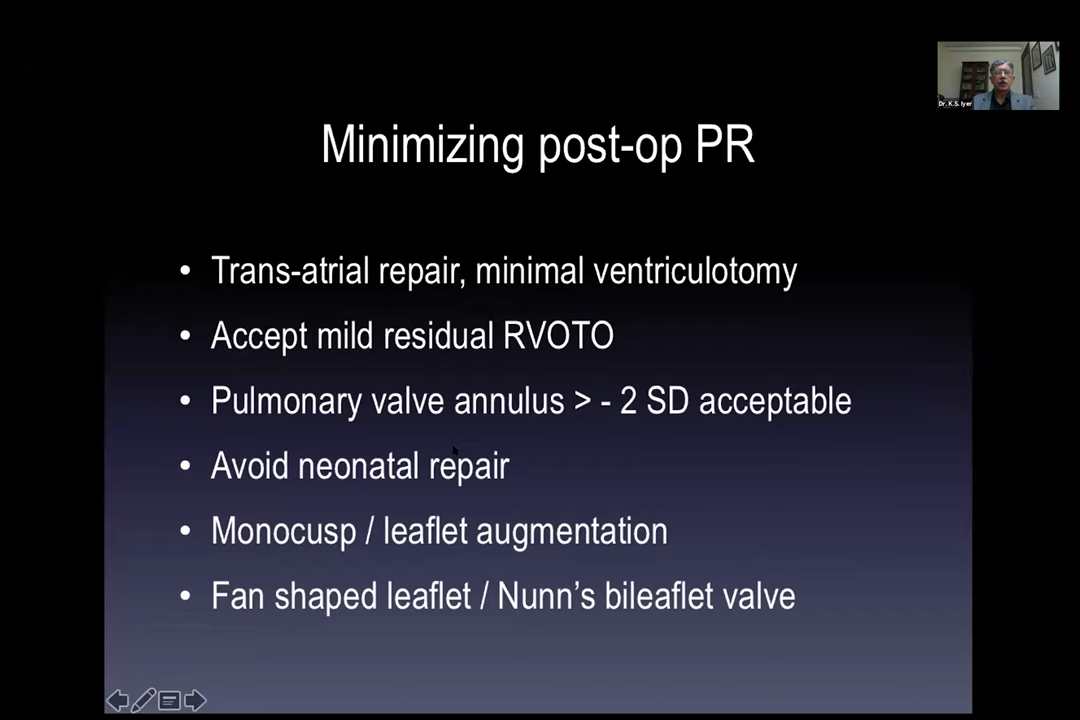 Dr. K.S. Iyer
Minimizing post-op PR
• Trans-atrial repair, minimal ventriculotomy
• Accept mild residual RVOTO
• Pulmonary valve annulus > - 2 SD acceptable
• Avoid neonatal repair
• Monocusp / leaflet augmentation
• Fan shaped leaflet / Nunn’s bileaflet valve